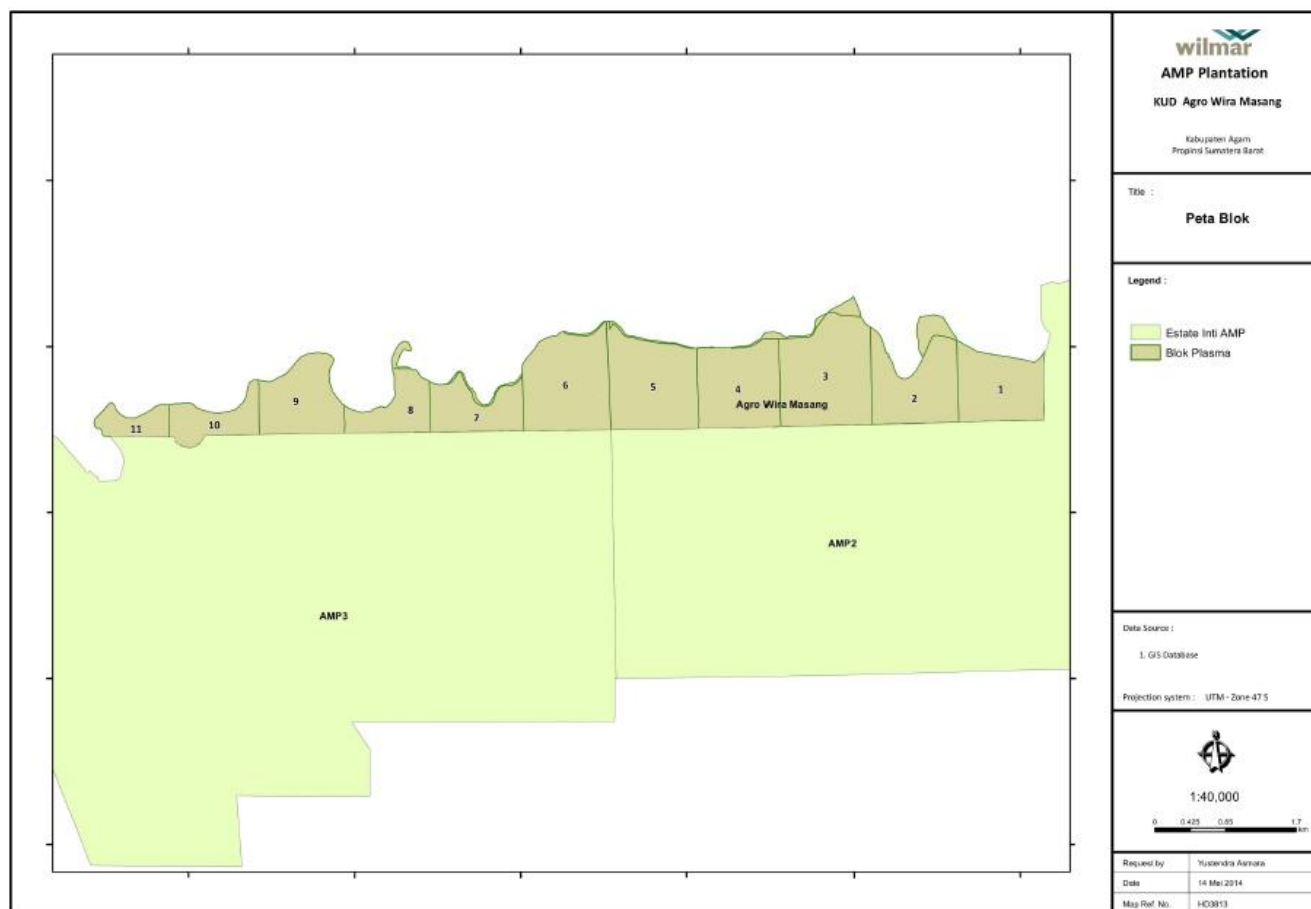 wilmar
AMP Plantation
KUD Agro Wira Masang
Kabupaten Agam
Propinsi Sumatera Barat
Title :
Peta Blok
Legend :
Estate Inti AMP
Blok Plasma
11
10
9
8
7
6
5
4
3
2
1
Agro Wira Masang
AMP2
AMP3
Data Source :
1. GIS Database
Projection system : UTM - Zone 47 S
1:40,000
0 0.425 0.85 1.7
km
Request by Yustendra Asmara
Date 14 Mei 2014
Map Ref. No. HD3813